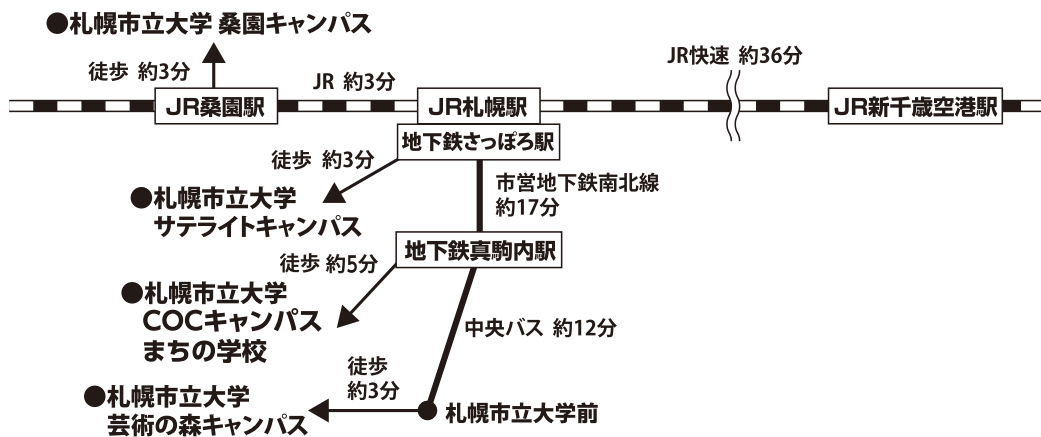 ●札幌市立大学 桑園キャンパス
徒歩 約3分
JR 約3分
JR快速 約36分
JR桑園駅
JR札幌駅
JR新千歳空港駅
地下鉄さっぽろ駅
徒歩 約3分
●札幌市立大学
サテライトキャンパス
市営地下鉄南北線
約17分
地下鉄真駒内駅
徒歩 約5分
●札幌市立大学
COCキャンパス
まちの学校
中央バス 約12分
徒歩
約3分
●札幌市立大学
芸術の森キャンパス
札幌市立大学前